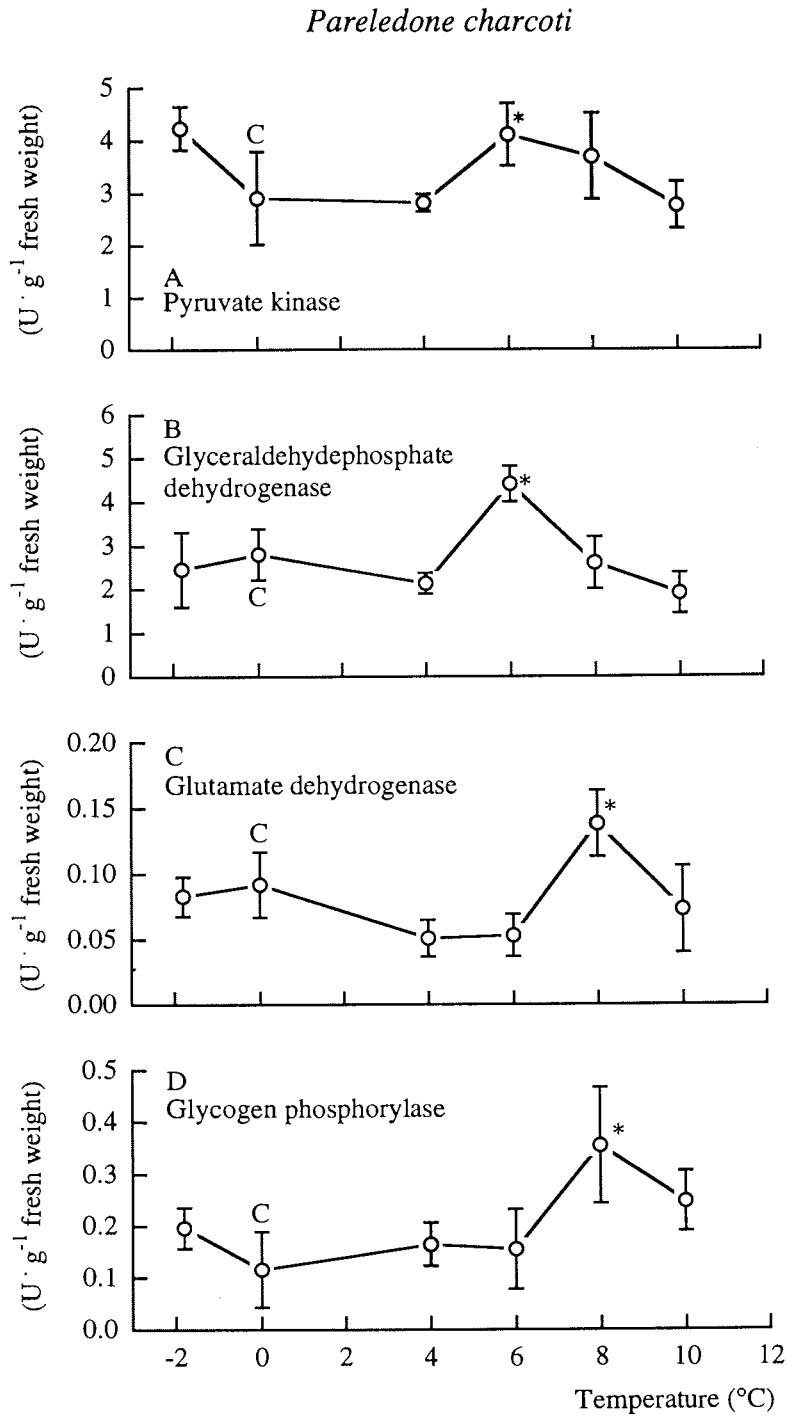 Pareledone charcoti
5
4
3
2
1
0
(U · g-1 fresh weight)
C
*
A
Pyruvate kinase
6
5
4
3
2
1
0
(U · g-1 fresh weight)
B
Glyceraldehydephosphate
dehydrogenase
*
C
0.20
0.15
0.10
0.05
0.00
(U · g-1 fresh weight)
C
Glutamate dehydrogenase
*
C
0.5
0.4
0.3
0.2
0.1
0.0
(U · g-1 fresh weight)
D
Glycogen phosphorylase
*
C
-2 0 2 4 6 8 10 12
Temperature (°C)